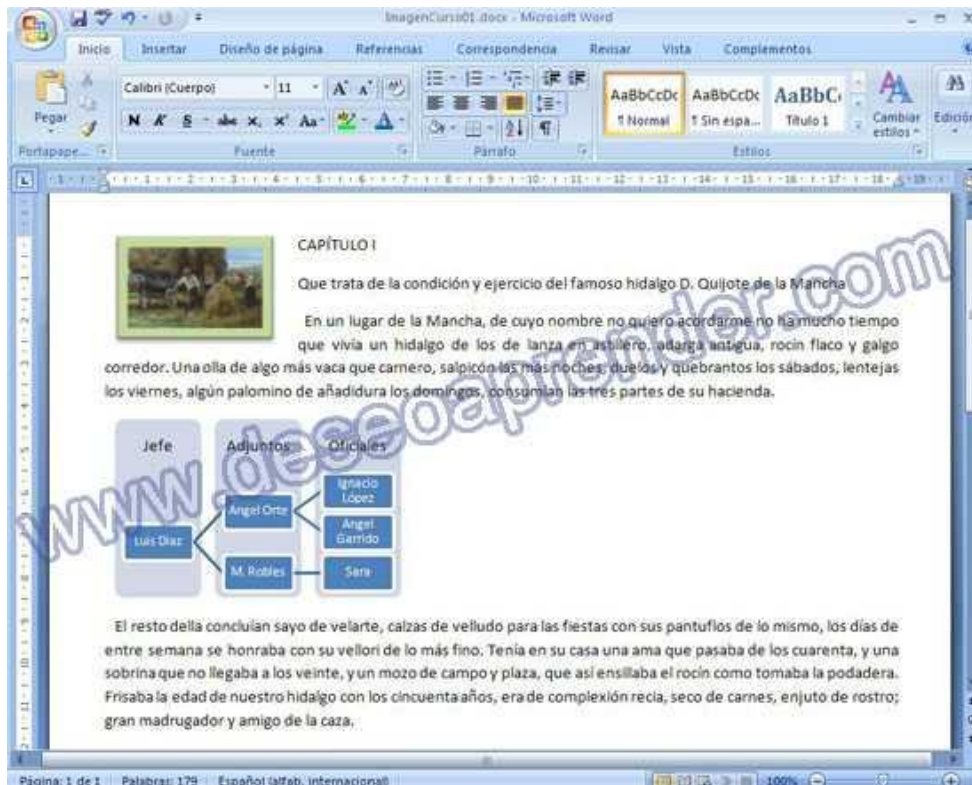 ImagenCurso01.docx - Microsoft Word
Inicio Insertar Diseño de página Referencias Correspondencia Revisar Vista Complementos
Calibri (Cuerpo) 11
Pegar
N K S abc x, x² Aa A
AaBbCcDc AaBbCcDc AaBbC
¶ Normal ¶ Sin espa... Título 1
Cambiar estilos
Edición
Portapape... Fuente Párrafo Estilos
CAPÍTULO I
Que trata de la condición y ejercicio del famoso hidalgo D. Quijote de la Mancha
En un lugar de la Mancha, de cuyo nombre no quiero acordarme no ha mucho tiempo
que vivía un hidalgo de los de lanza en astillero, adarga antigua, rocín flaco y galgo
corredor. Una olla de algo más vaca que carnero, salpicón las más noches, duelos y quebrantos los sábados, lentejas
los viernes, algún palomino de añadidura los domingos, consumían las tres partes de su hacienda.
Jefe Adjuntos Oficiales
Luis Diaz
Angel Orte
M. Robles
Ignacio López
Angel Garrido
Sara
www.deseoaprender.com
El resto della concluían sayo de velarte, calzas de velludo para las fiestas con sus pantuflos de lo mismo, los días de
entre semana se honraba con su vellori de lo más fino. Tenía en su casa una ama que pasaba de los cuarenta, y una
sobrina que no llegaba a los veinte, y un mozo de campo y plaza, que así ensillaba el rocín como tomaba la podadera.
Frisaba la edad de nuestro hidalgo con los cincuenta años, era de complexión recia, seco de carnes, enjuto de rostro;
gran madrugador y amigo de la caza.
Página: 1 de 1 Palabras: 179 Español (alfab. internacional) 100%